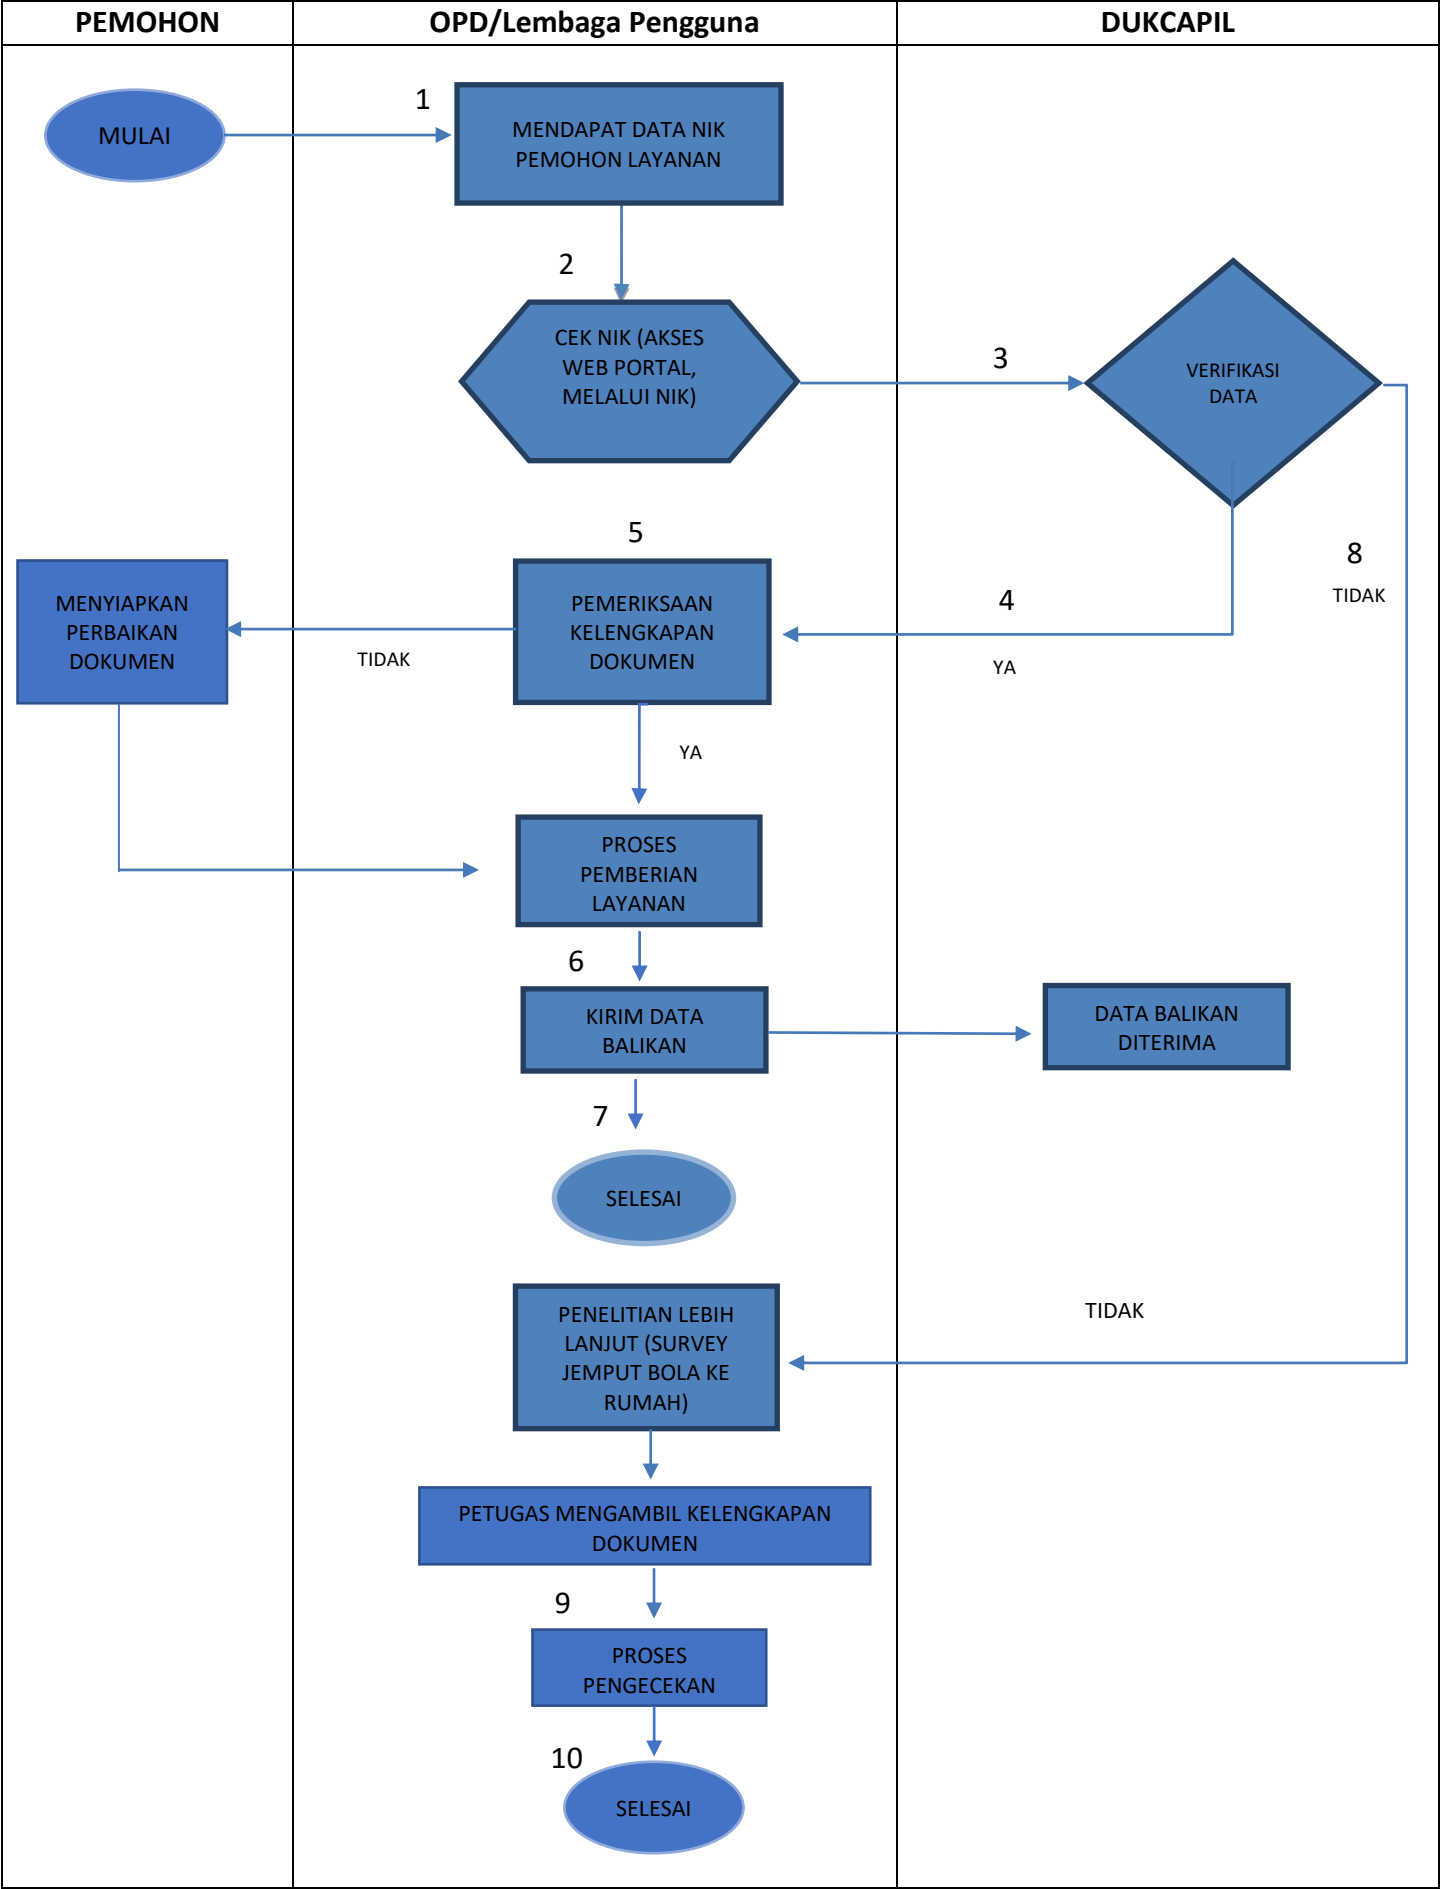 PEMOHON
OPD/Lembaga Pengguna
DUKCAPIL
MULAI
1
MENDAPAT DATA NIK
PEMOHON LAYANAN
2
CEK NIK (AKSES
WEB PORTAL,
MELALUI NIK)
3
VERIFIKASI
DATA
8
TIDAK
4
YA
5
PEMERIKSAAN
KELENGKAPAN
DOKUMEN
TIDAK
MENYIAPKAN
PERBAIKAN
DOKUMEN
YA
PROSES
PEMBERIAN
LAYANAN
6
KIRIM DATA
BALIKAN
DATA BALIKAN
DITERIMA
7
SELESAI
TIDAK
PENELITIAN LEBIH
LANJUT (SURVEY
JEMPUT BOLA KE
RUMAH)
PETUGAS MENGAMBIL KELENGKAPAN
DOKUMEN
9
PROSES
PENGECEKAN
10
SELESAI